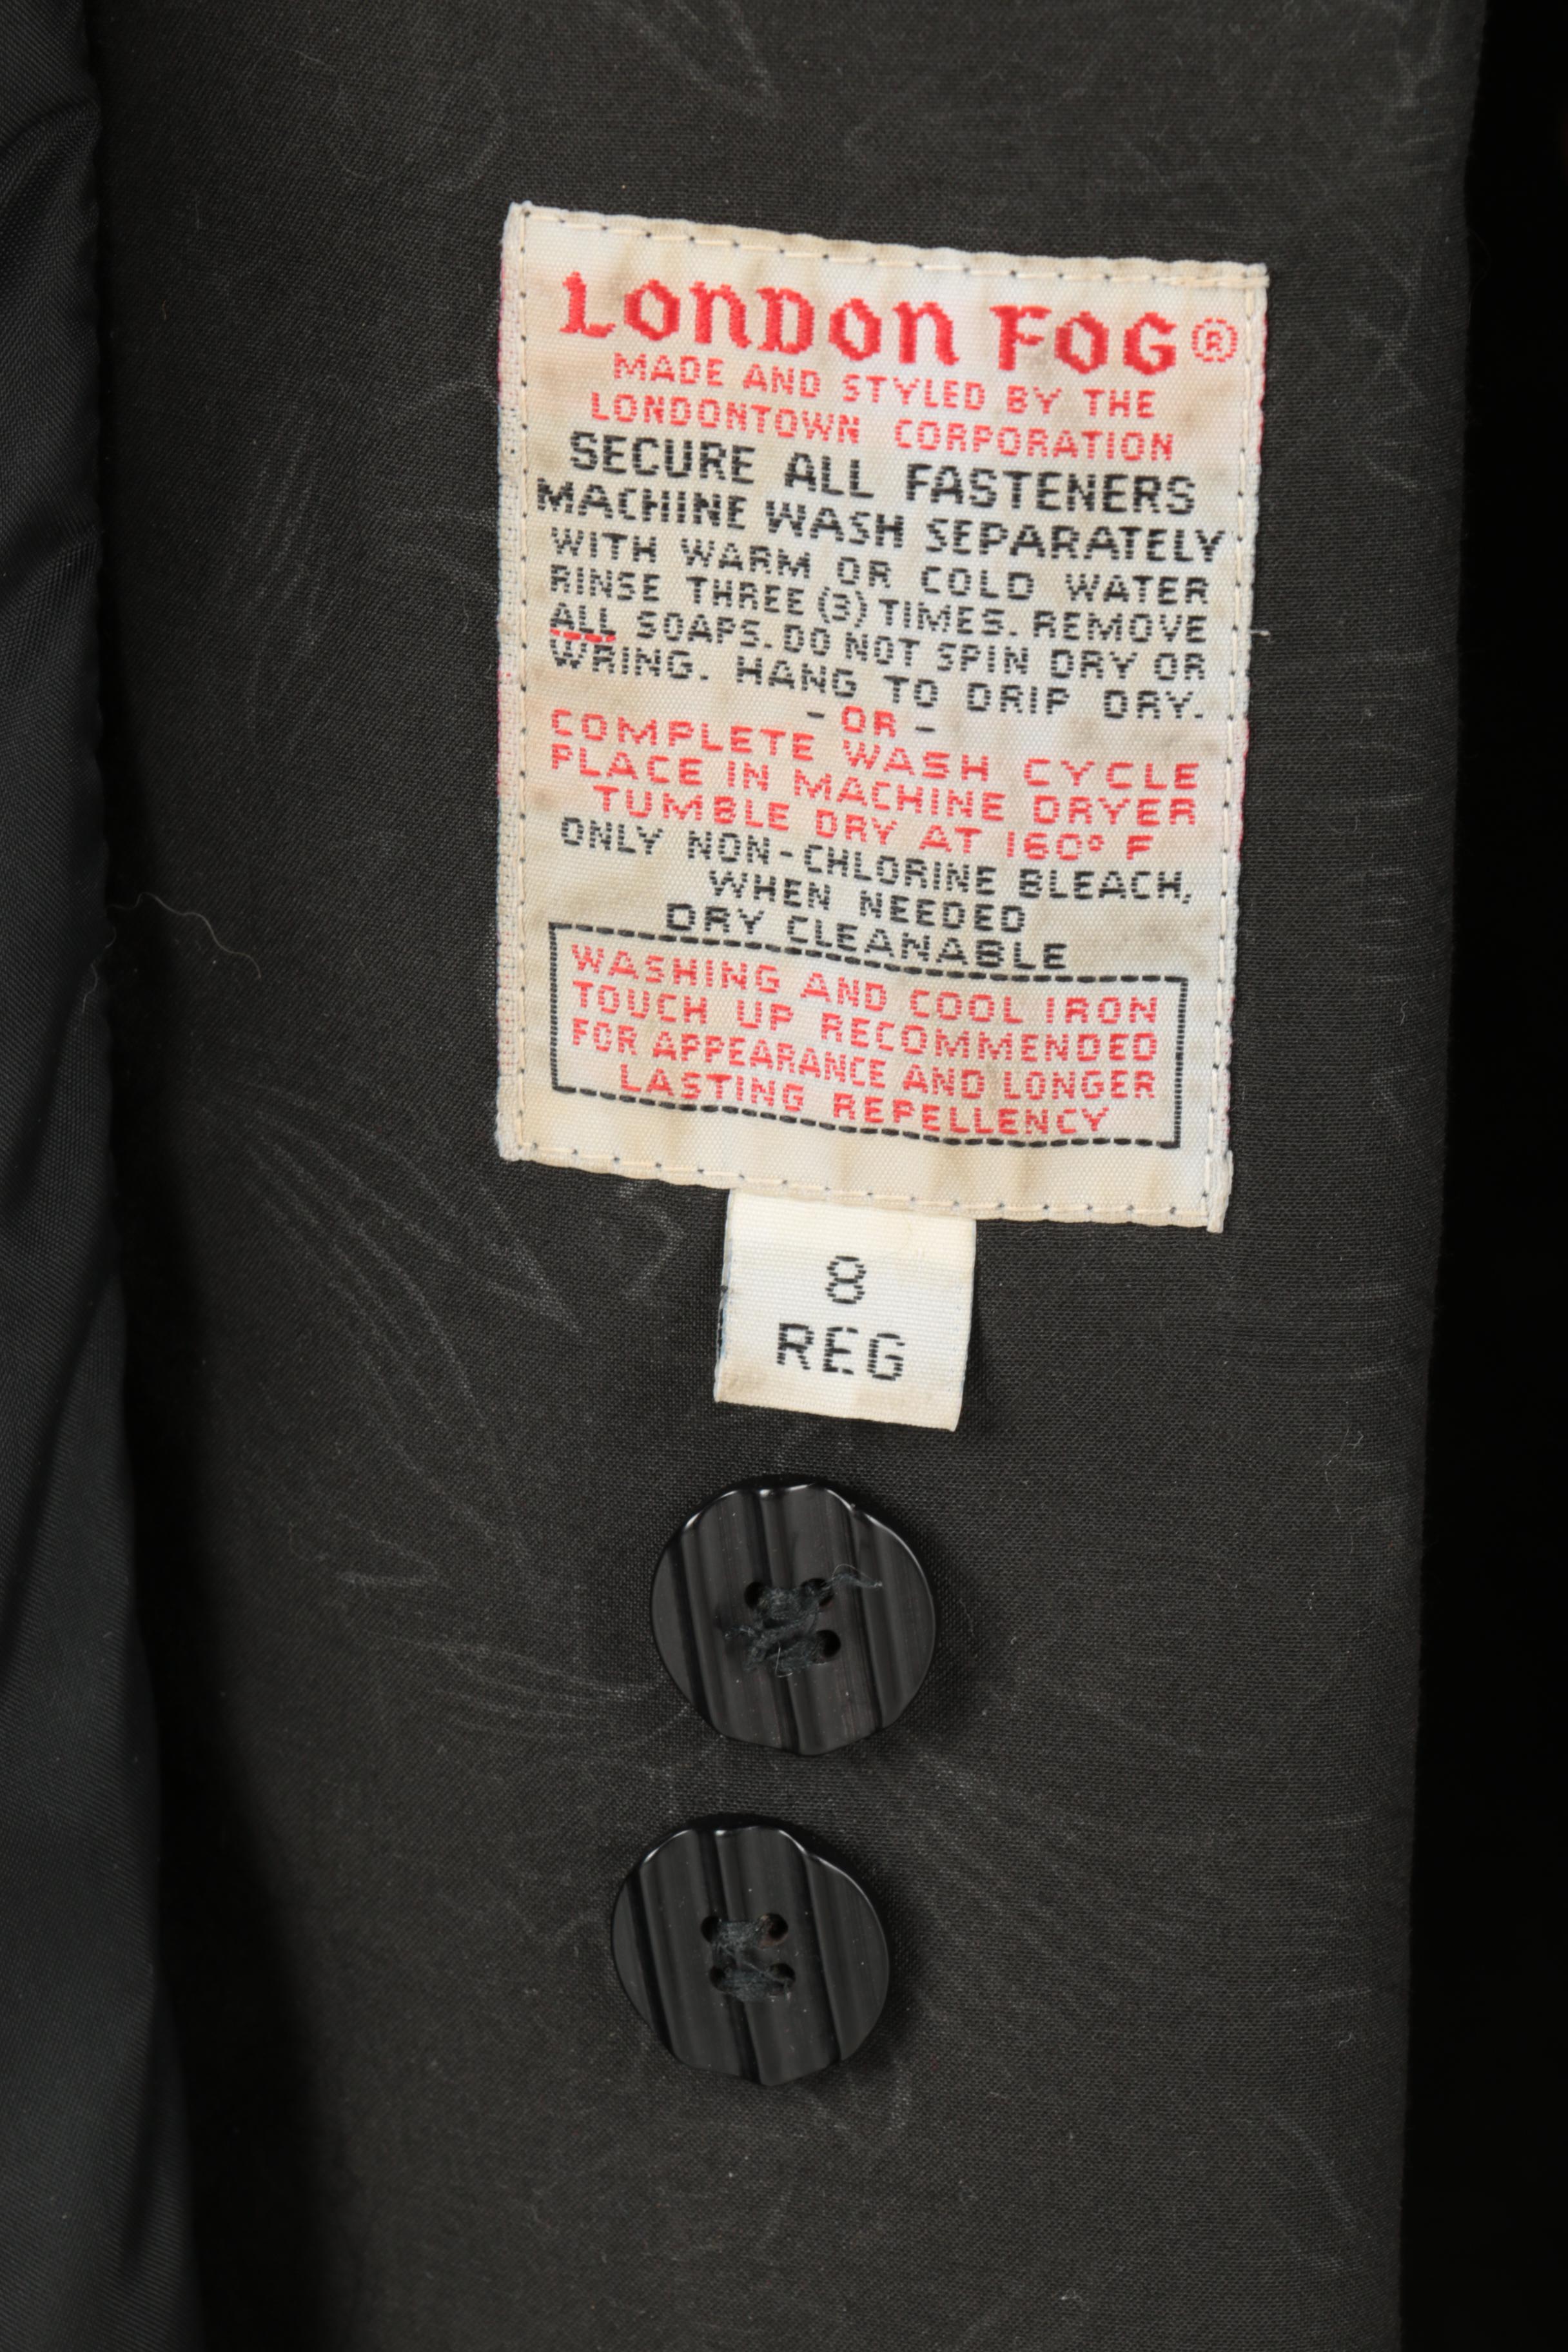 LONDON FOG®
MADE AND STYLED BY THE
LONDONTOWN CORPORATION
SECURE ALL FASTENERS
MACHINE WASH SEPARATELY
WITH WARM OR COLD WATER
RINSE THREE (3) TIMES. REMOVE
ALL SOAPS. DO NOT SPIN DRY OR
WRING. HANG TO DRIP DRY.
- OR -
COMPLETE WASH CYCLE
PLACE IN MACHINE DRYER
TUMBLE DRY AT 160° F
ONLY NON-CHLORINE BLEACH,
WHEN NEEDED
DRY CLEANABLE
WASHING AND COOL IRON
TOUCH UP RECOMMENDED
FOR APPEARANCE AND LONGER
LASTING REPELLENCY
8
REG